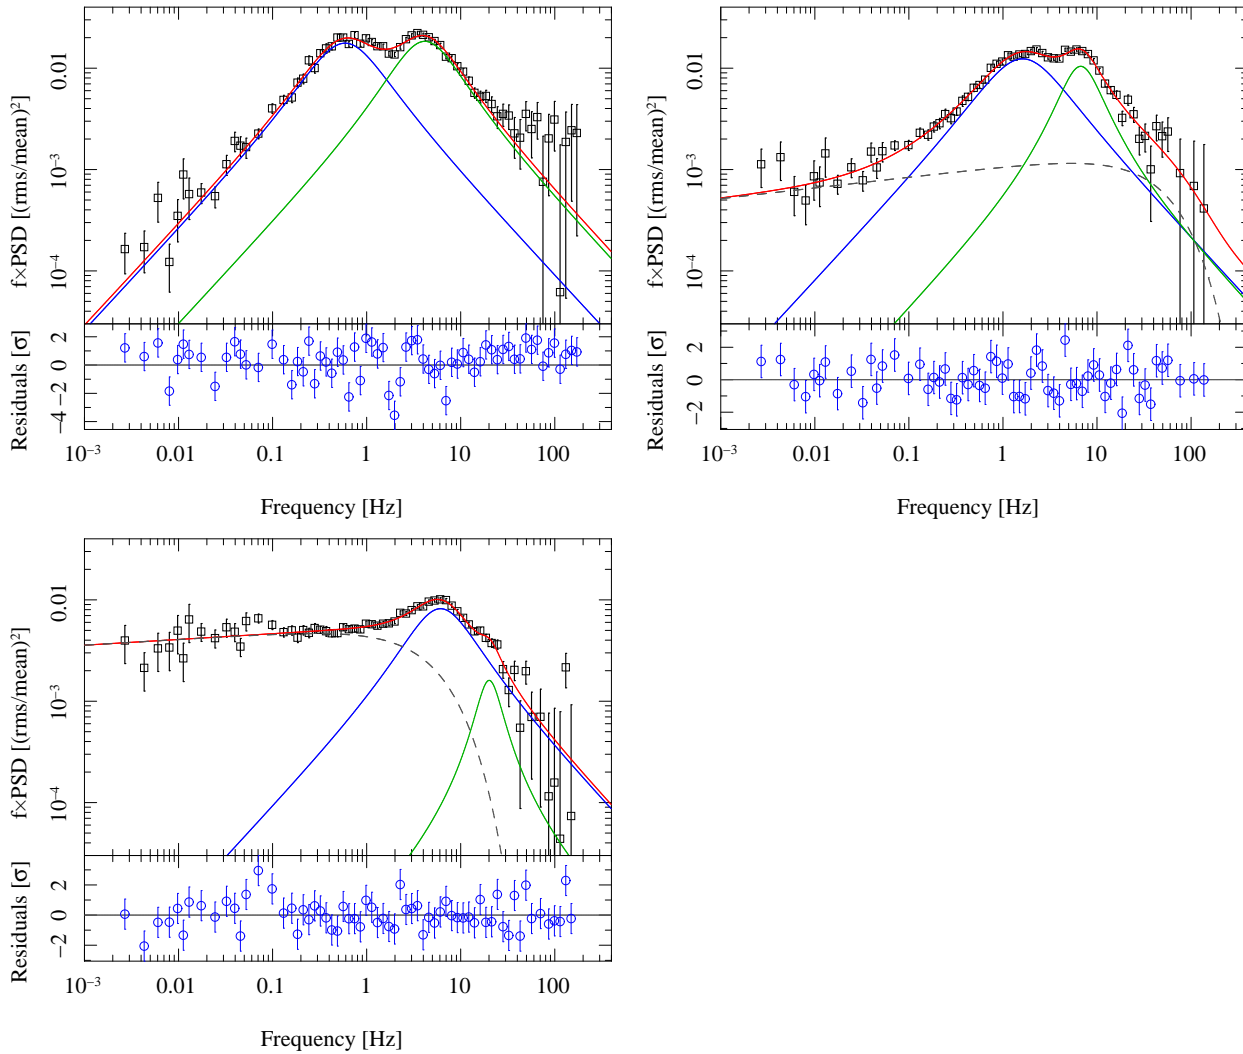 f×PSD [(rms/mean)²]
0.01
10⁻³
10⁻⁴
Residuals [σ]
2
0
−2
−4
10⁻³ 0.01 0.1 1 10 100
Frequency [Hz]
f×PSD [(rms/mean)²]
0.01
10⁻³
10⁻⁴
Residuals [σ]
2
0
−2
10⁻³ 0.01 0.1 1 10 100
Frequency [Hz]
f×PSD [(rms/mean)²]
0.01
10⁻³
10⁻⁴
Residuals [σ]
2
0
−2
10⁻³ 0.01 0.1 1 10 100
Frequency [Hz]